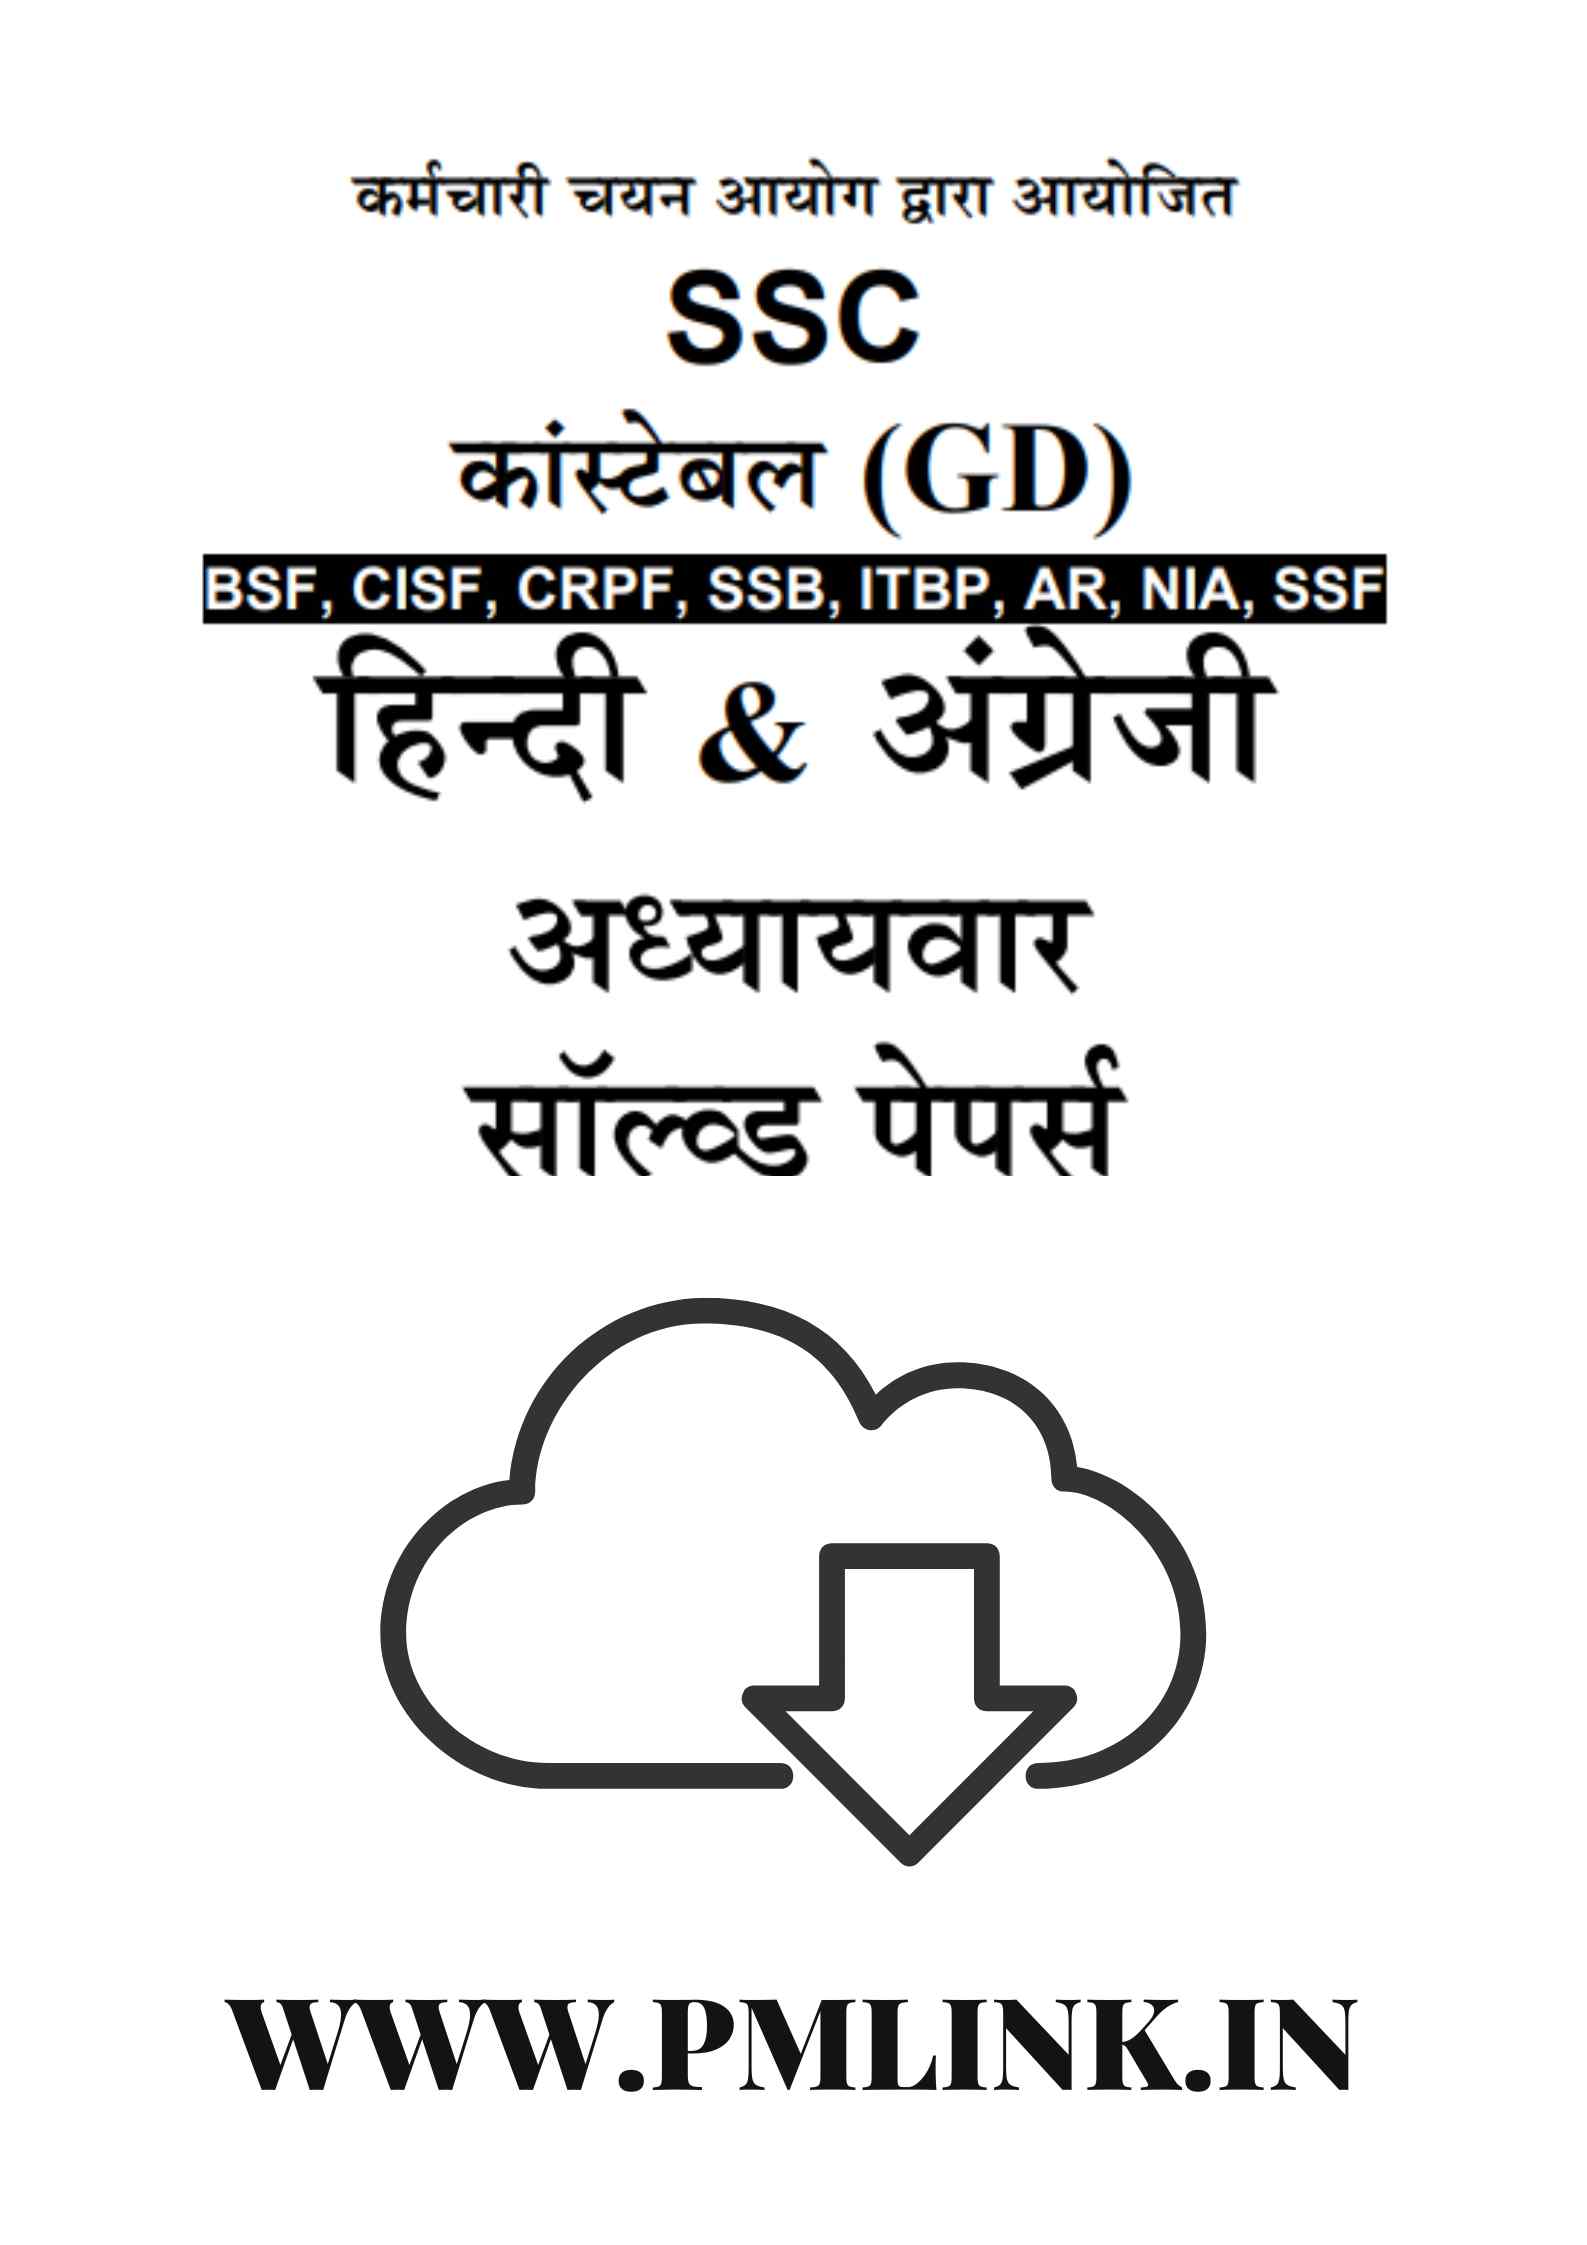 कर्मचारी चयन आयोग द्वारा आयोजित
SSC
कांस्टेबल (GD)
BSF, CISF, CRPF, SSB, ITBP, AR, NIA, SSF
हिन्दी & अंग्रेजी
अध्यायवार
सॉल्व्ड पेपर्स
WWW.PMLINK.IN